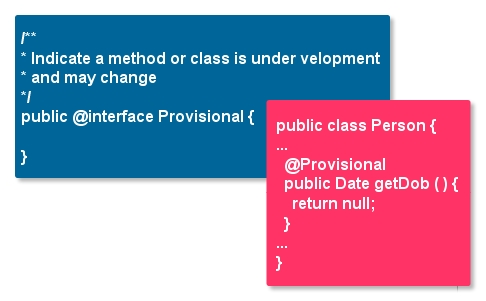 /**
* Indicate a method or class is under velopment
* and may change
*/
public @interface Provisional {
}
public class Person {
...
@Provisional
public Date getDob ( ) {
return null;
}
...
}